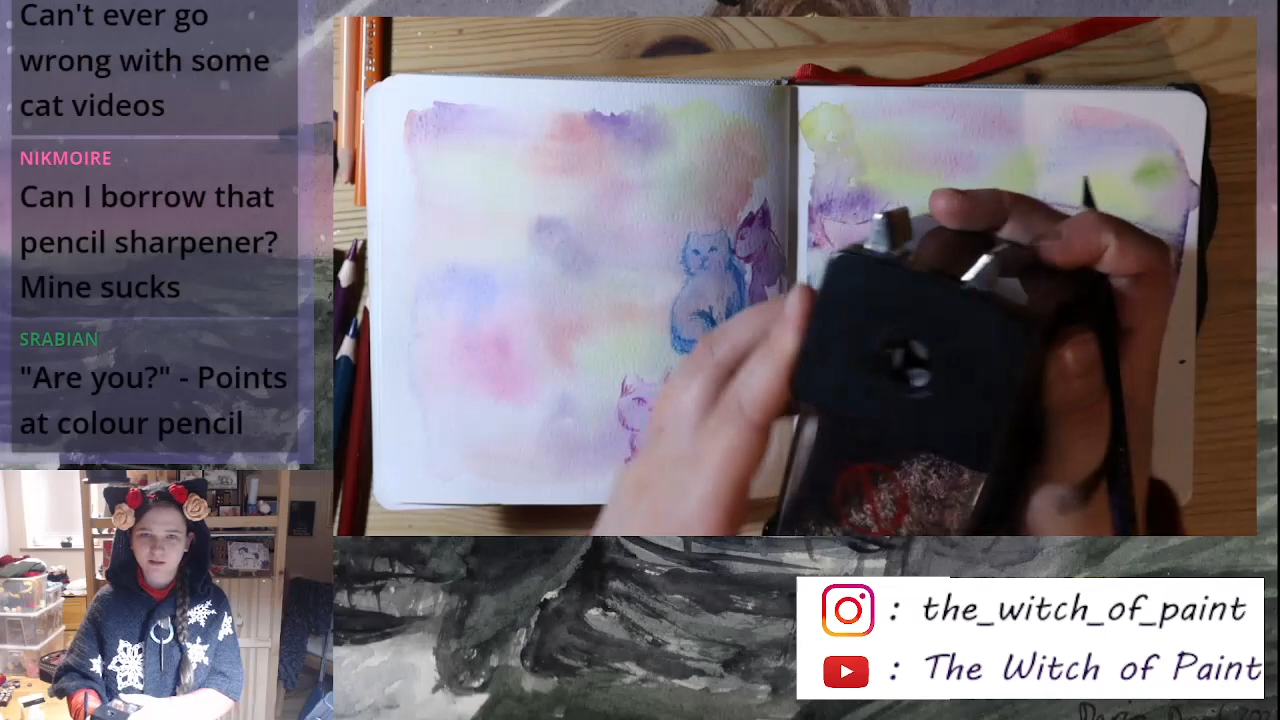 Can't ever go
wrong with some
cat videos
NIKMOIRE
Can I borrow that
pencil sharpener?
Mine sucks
SRABIAN
"Are you?" - Points
at colour pencil
: the_witch_of_paint
: The Witch of Paint